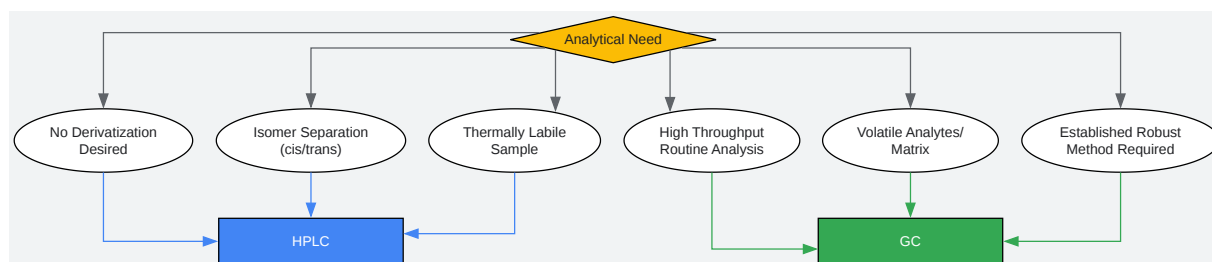 Analytical Need
No Derivatization
Desired
Isomer Separation
(cis/trans)
Thermally Labile
Sample
High Throughput
Routine Analysis
Volatile Analytes/
Matrix
Established Robust
Method Required
HPLC
GC